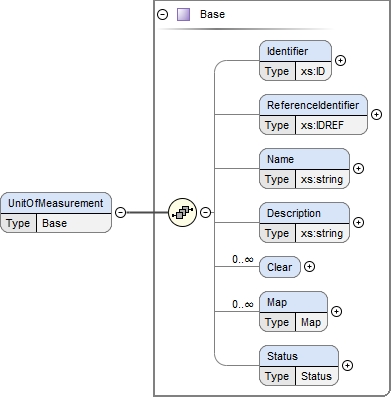 Base
Identifier
Type xs:ID
ReferenceIdentifier
Type xs:IDREF
Name
Type xs:string
UnitOfMeasurement
Type Base
Description
Type xs:string
0..∞
Clear
0..∞
Map
Type Map
Status
Type Status